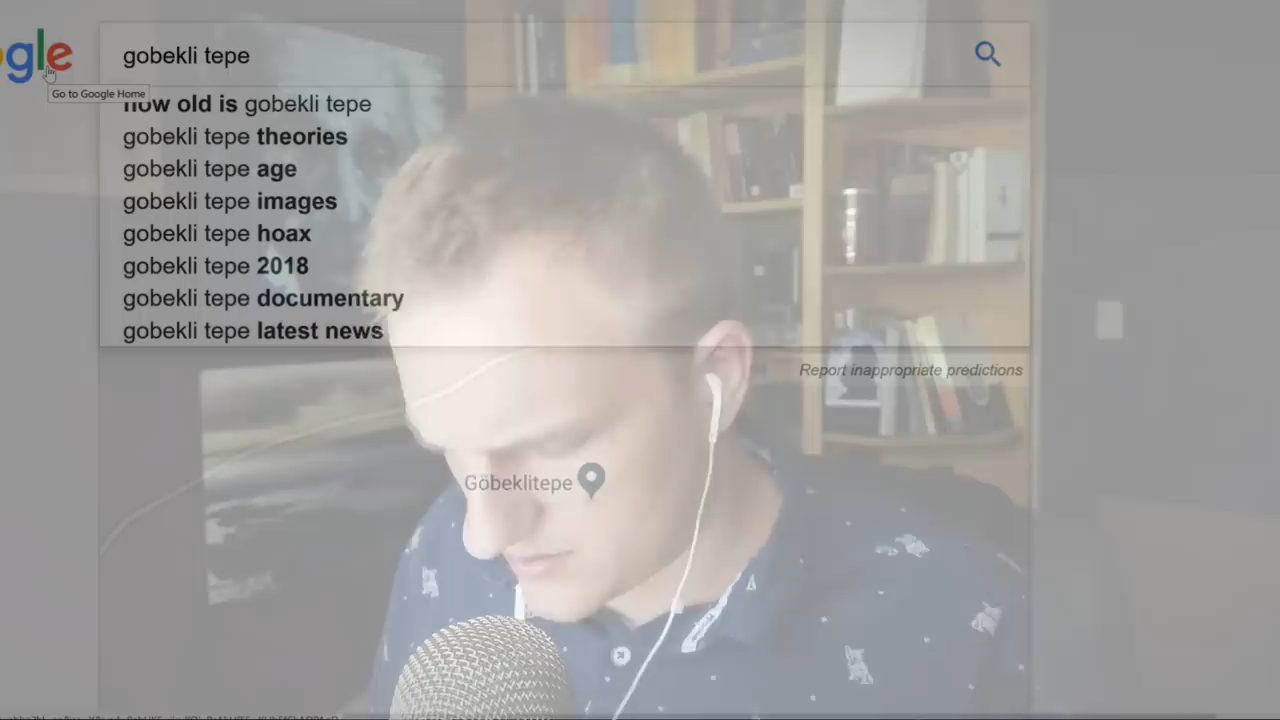 gle
gobekli tepe
Go to Google Home
how old is gobekli tepe
gobekli tepe theories
gobekli tepe age
gobekli tepe images
gobekli tepe hoax
gobekli tepe 2018
gobekli tepe documentary
gobekli tepe latest news
Report inappropriate predictions
Göbeklitepe